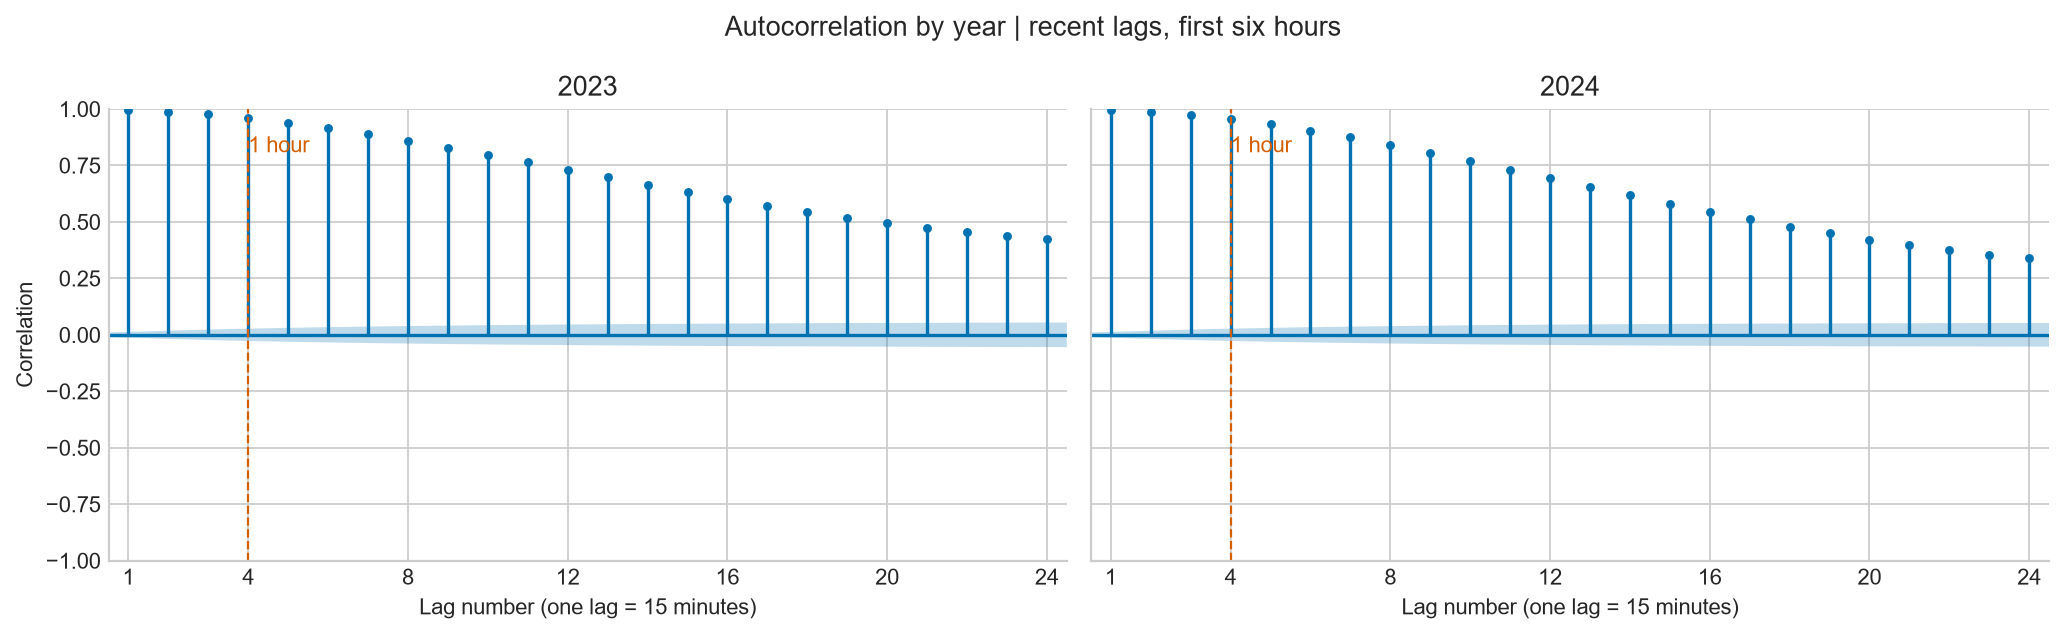 Autocorrelation by year | recent lags, first six hours
2023
1.00
0.75
0.50
0.25
0.00
−0.25
−0.50
−0.75
−1.00
Correlation
1 hour
1 4 8 12 16 20 24
Lag number (one lag = 15 minutes)
2024
1 hour
1 4 8 12 16 20 24
Lag number (one lag = 15 minutes)